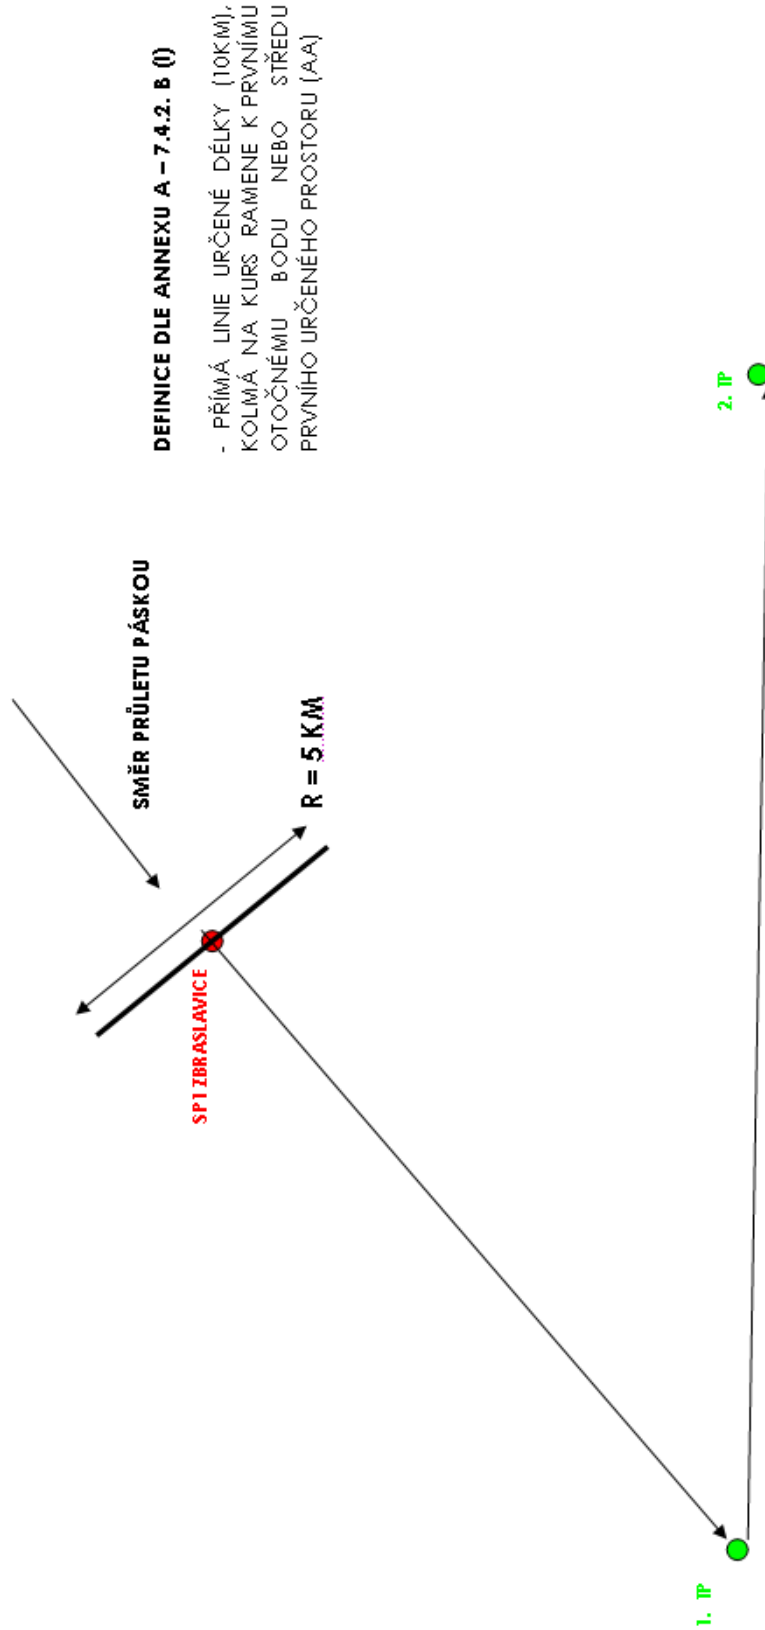 SMĚR PRŮLETU PÁSKOU
DEFINICE DLE ANNEXU A – 7.4.2. B (I)
- PŘÍMÁ LINIE URČENÉ DÉLKY (10KM),
KOLMÁ NA KURS RAMENE K PRVNÍMU
OTOČNÉMU BODU NEBO STŘEDU
PRVNÍHO URČENÉHO PROSTORU (AA)
SP1 ZBRASLAVICE
R = 5 KM
1. TP
2. TP